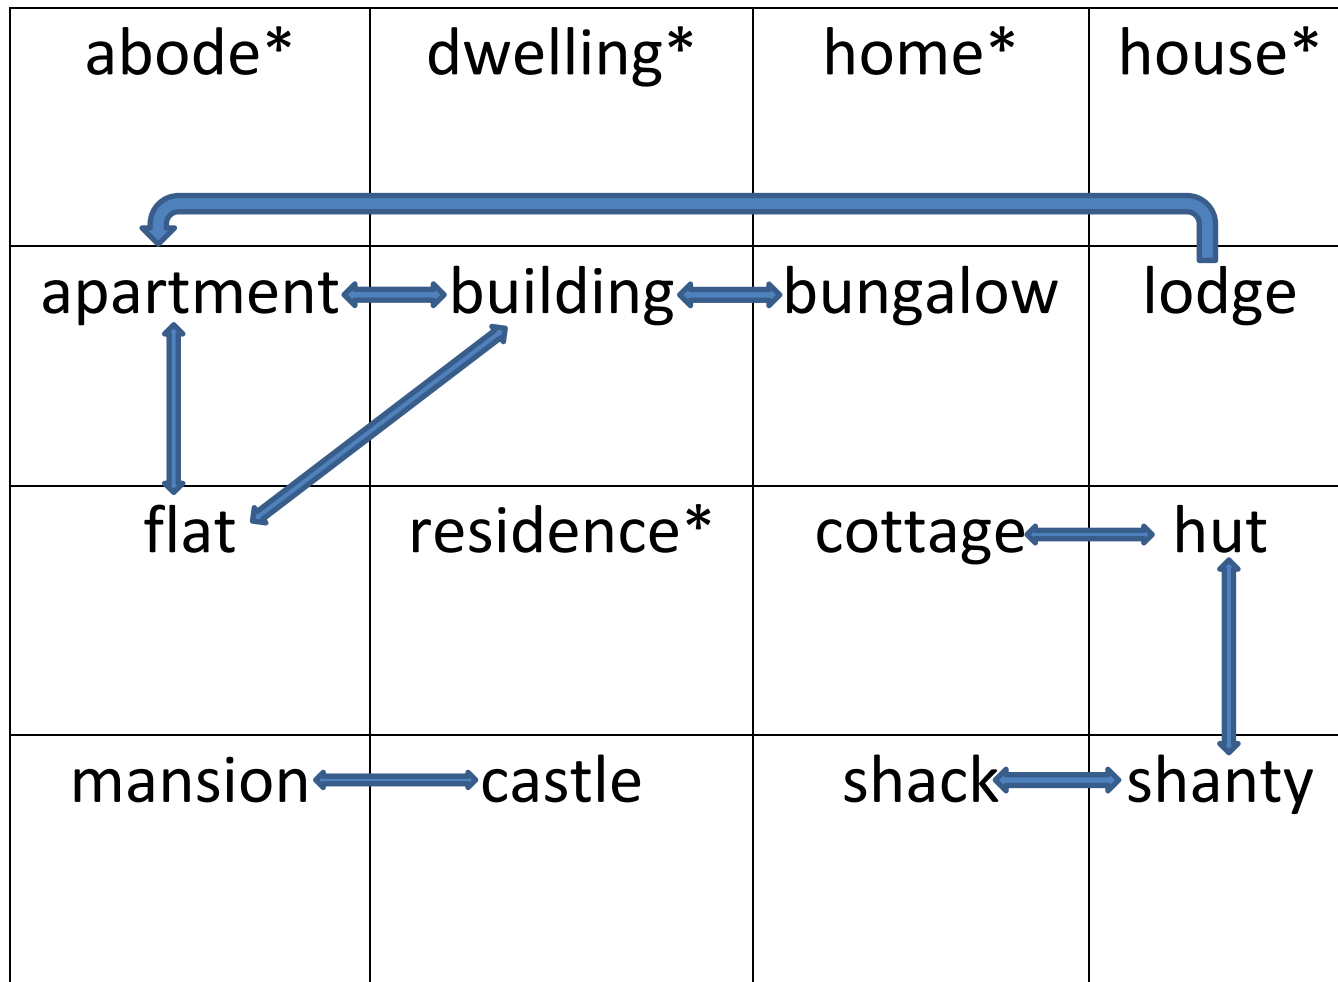 abode* dwelling* home* house*
apartment building bungalow lodge
flat residence* cottage hut
mansion castle shack shanty